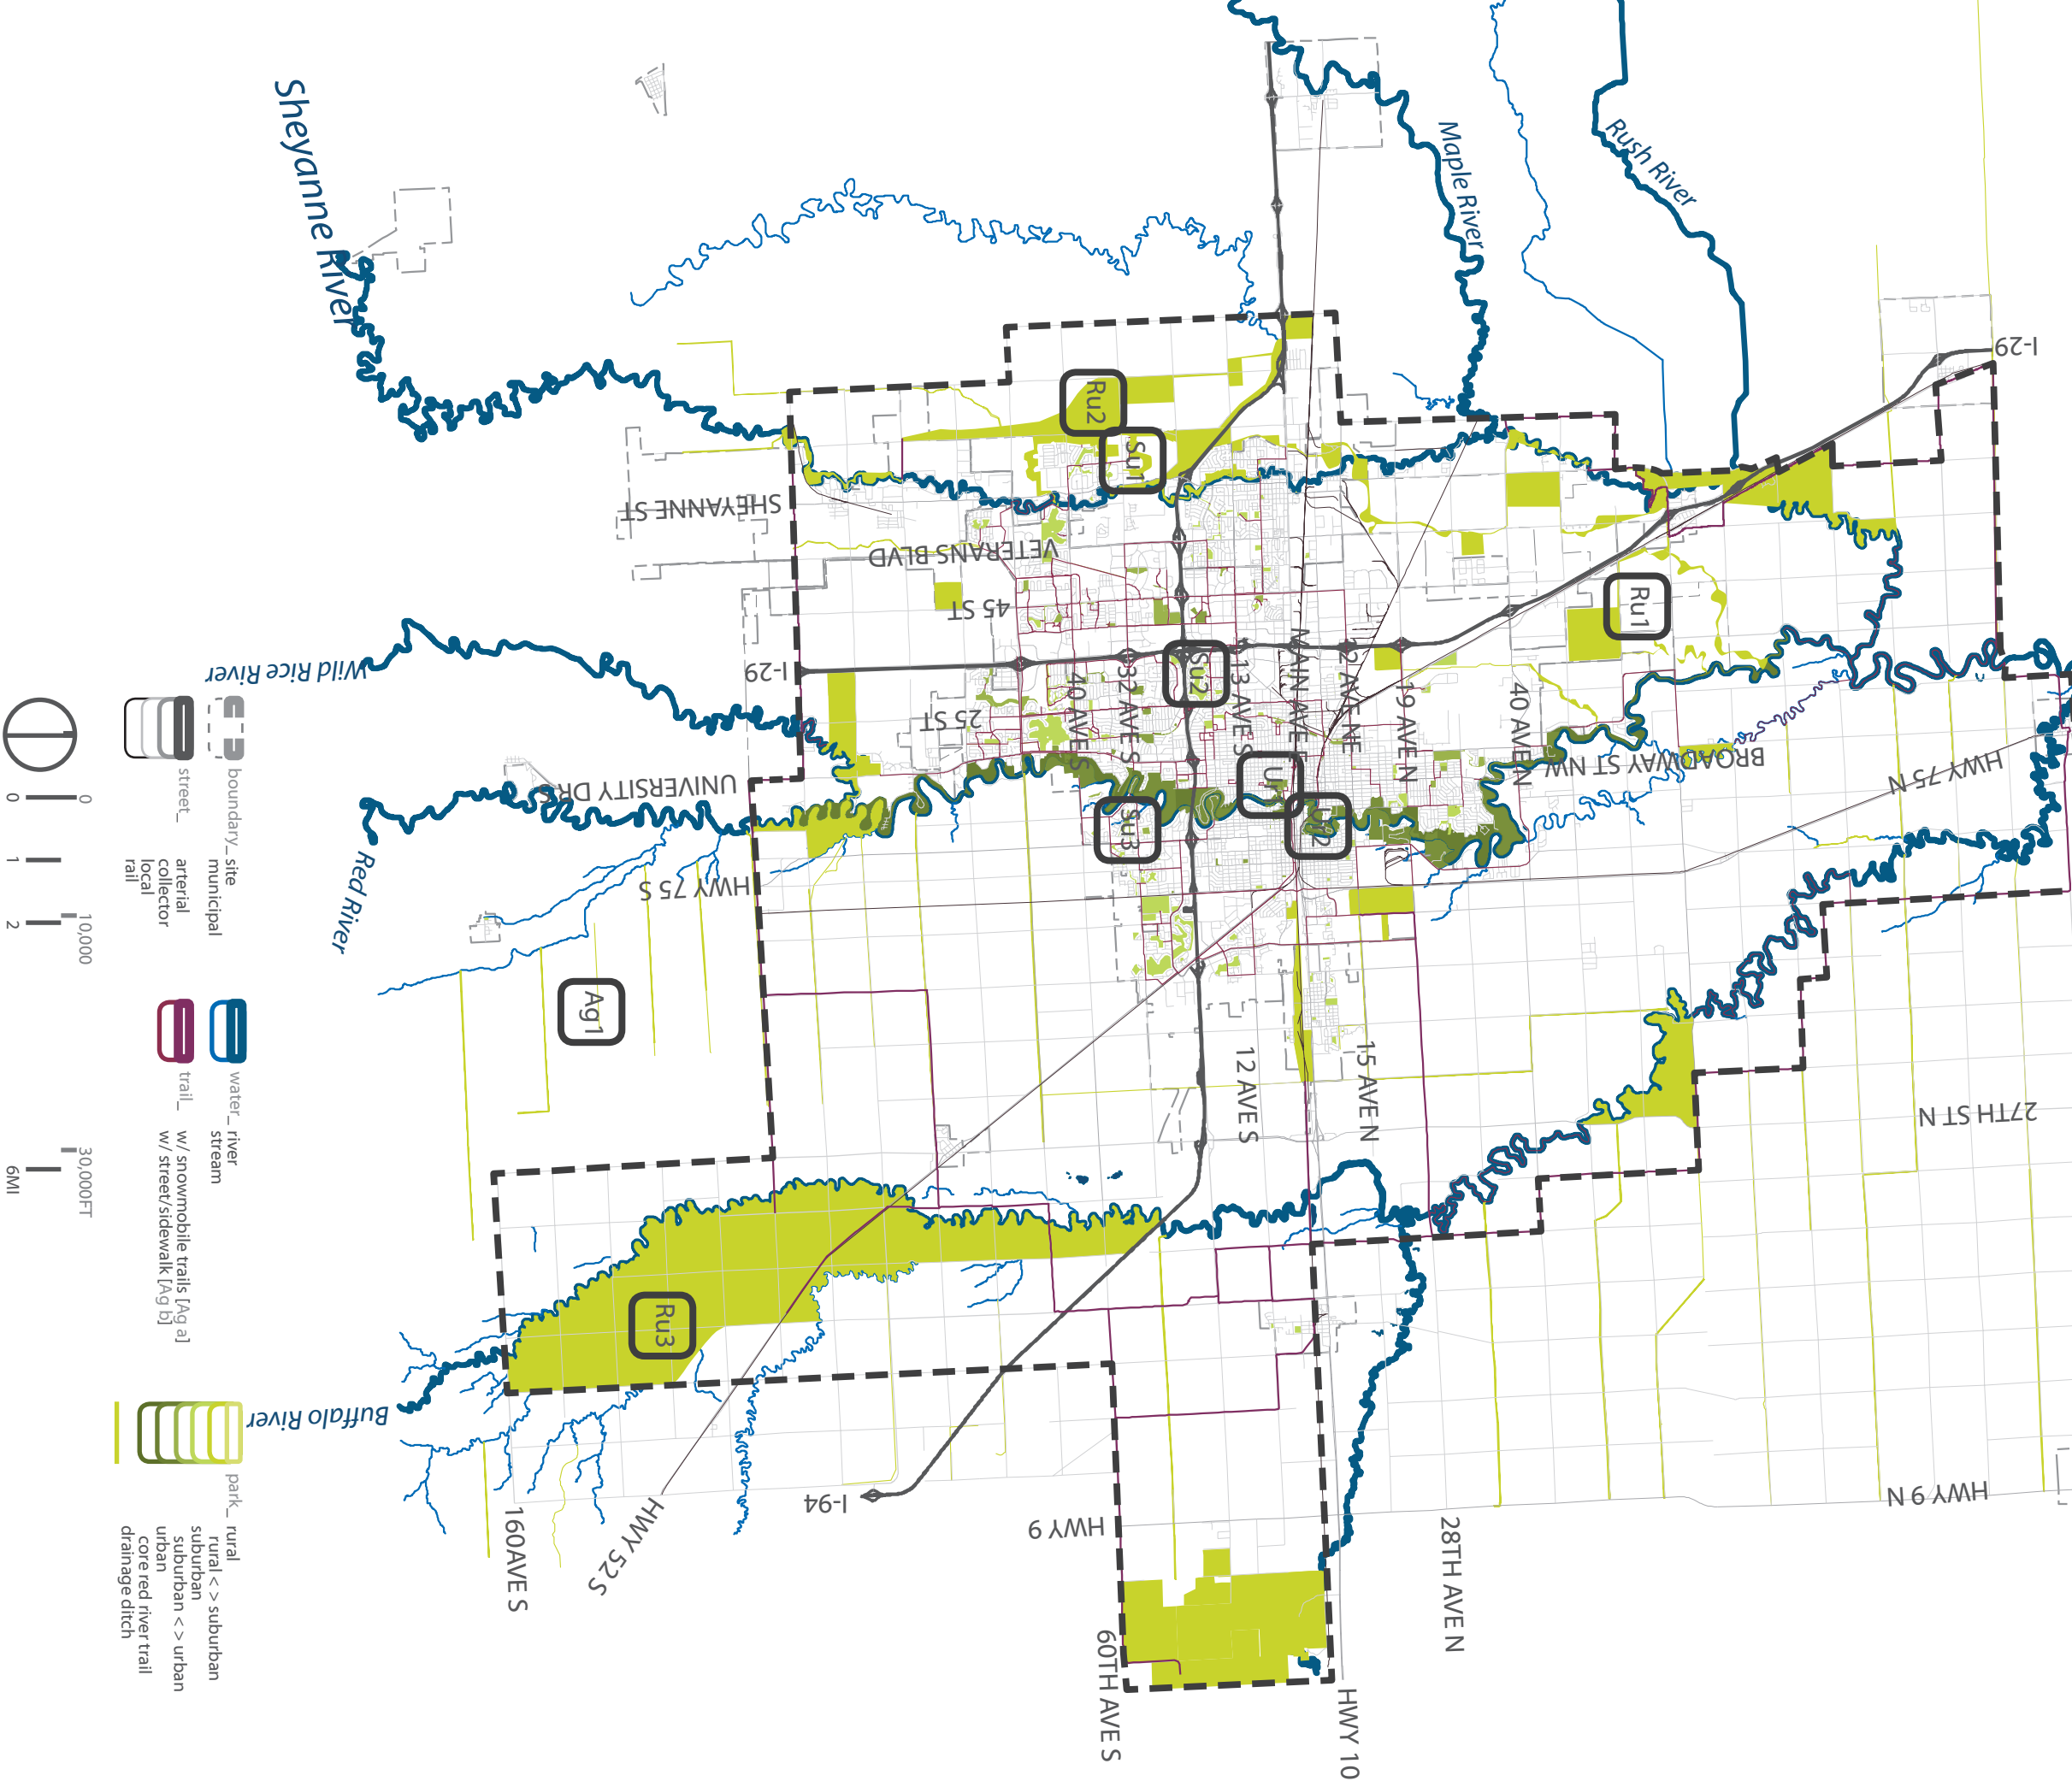 Sheyanne River
Maple River
Rush River
I-29
Ru2
Su1
SHEYANNE ST
VETERANS BLVD
45 ST
Ru1
Wild Rice River
I-29
Su2
25 ST
40 AVE S
32 AVE S
13 AVE S
MAIN AVE
12 AVE NE
19 AVE N
40 AVE N
BROADWAY ST NW
HWY 75 N
UNIVERSITY DR S
Su3
Ur2
Red River
HWY 75 S
Ag1
12 AVE S
15 AVE N
27TH ST N
Ru3
Buffalo River
I-94
HWY 9
HWY 9 N
160AVE S
HWY 52 S
28TH AVE N
60TH AVE S
HWY 10
0
10,000
30,000FT
0
1
2
6MI
boundary_ site
municipal
street_
arterial
collector
local
rail
water_ river
stream
trail_ w/ snowmobile trails [Ag a]
w/ street/sidewalk [Ag b]
park_ rural
rural < > suburban
suburban
suburban < > urban
urban
core red river trail
drainage ditch